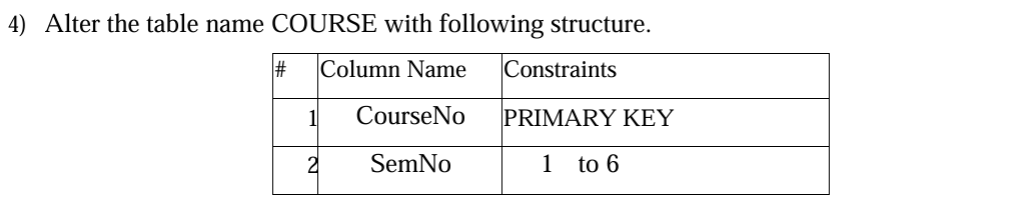 4) Alter the table name COURSE with following structure.
# Column Name Constraints
1 CourseNo PRIMARY KEY
2 SemNo 1 to 6